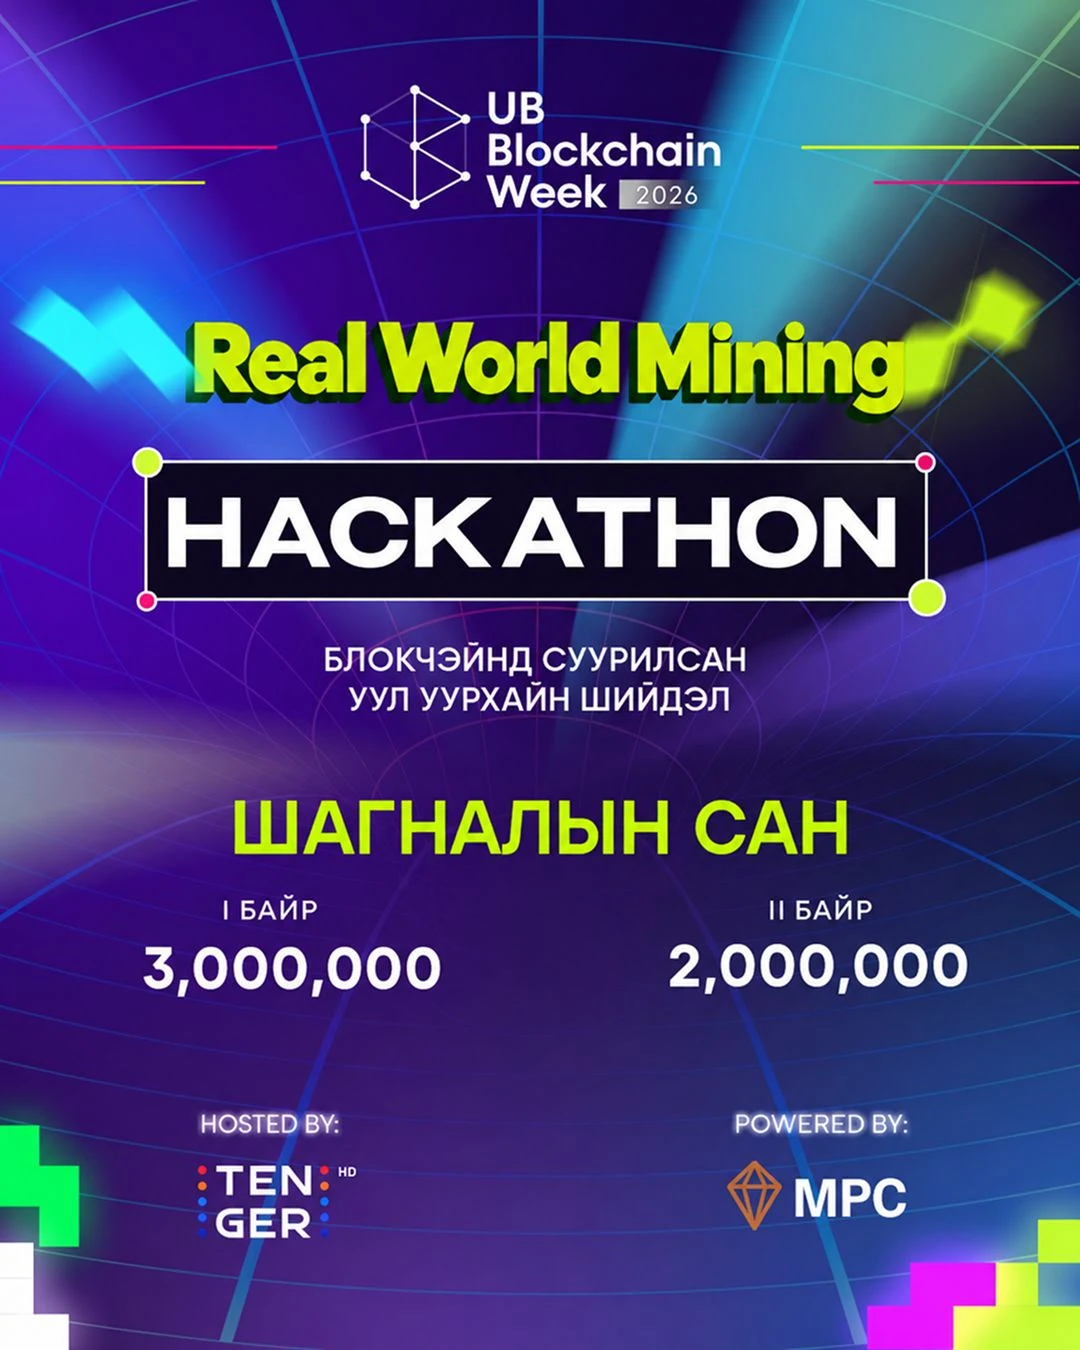 UB
Blockchain
Week 2026
Real World Mining
HACKATHON
БЛОКЧЭЙНД СУУРИЛСАН
УУЛ УУРХАЙН ШИЙДЭЛ
ШАГНАЛЫН САН
I БАЙР
3,000,000
II БАЙР
2,000,000
HOSTED BY:
TEN HD
GER
POWERED BY:
MPC